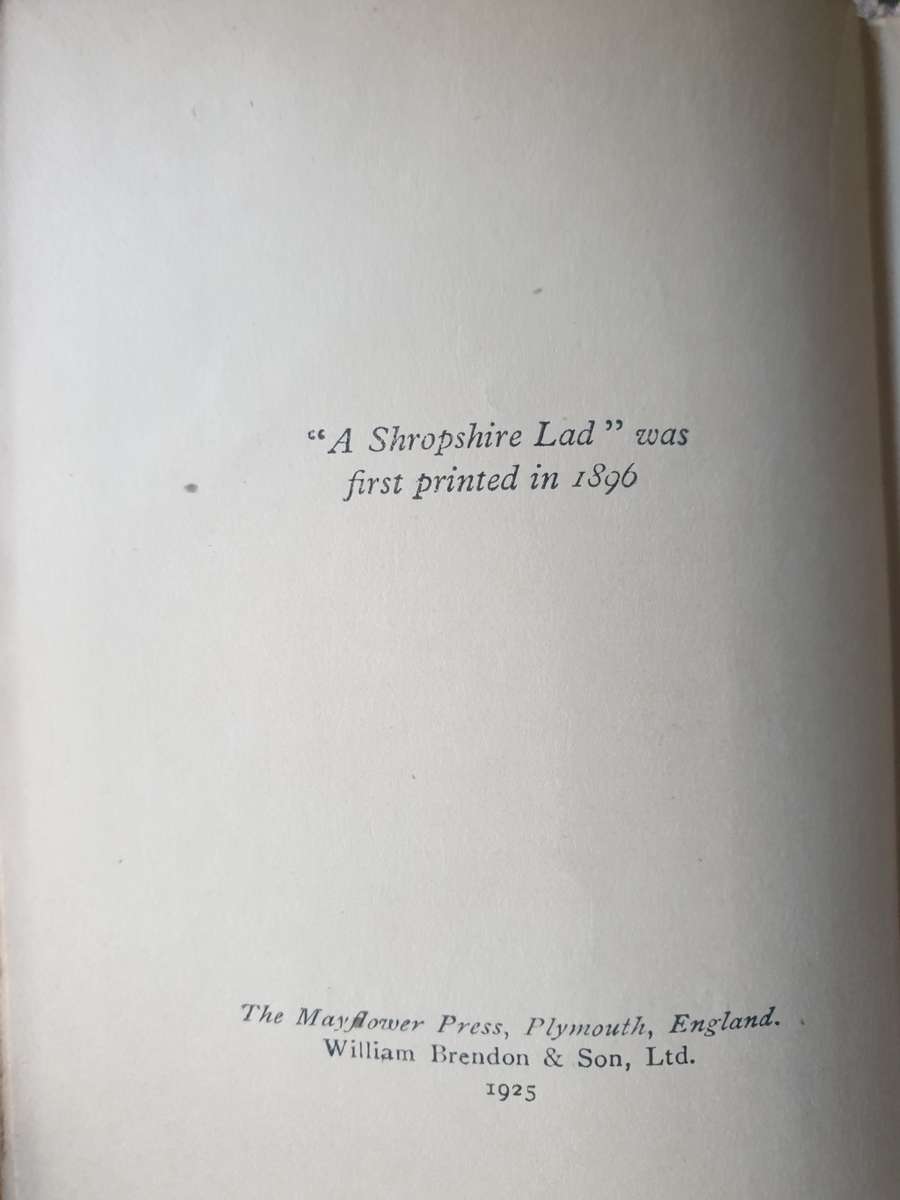 “A Shropshire Lad” was
first printed in 1896
The Mayflower Press, Plymouth, England.
William Brendon & Son, Ltd.
1925